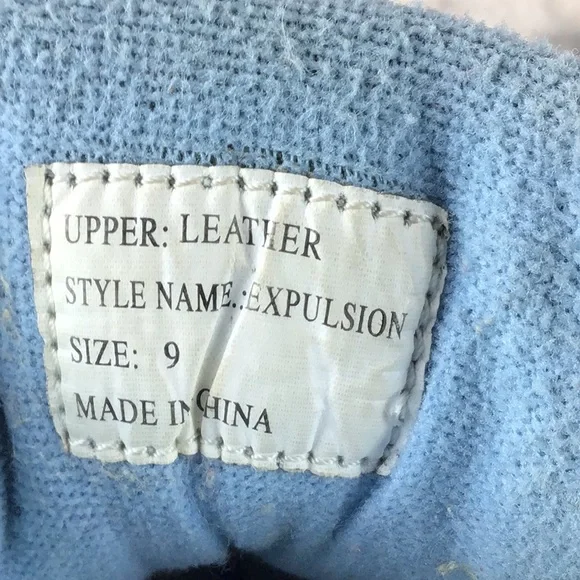 UPPER: LEATHER
STYLE NAME.:EXPULSION
SIZE: 9
MADE IN CHINA